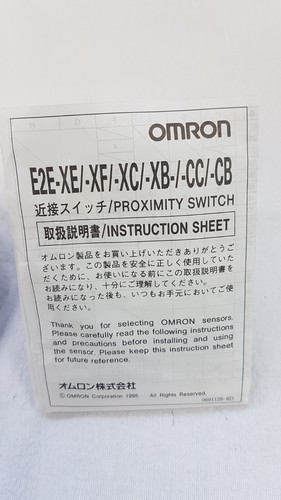 OMRON
E2E-XE/-XF/-XC/-XB-/-CC/-CB
近接スイッチ/PROXIMITY SWITCH
取扱説明書/INSTRUCTION SHEET
オムロン製品をお買い上げいただきありがとうご
ざいます。この製品を安全に正しく使用していた
だくために、お使いになる前にこの取扱説明書を
お読みになり、十分にご理解してください。
お読みになった後も、いつもお手元においてご使
用ください。
Thank you for selecting OMRON sensors.
Please carefully read the following instructions
and precautions before installing and using
the sensor. Please keep this instruction sheet
for future reference.
オムロン株式会社
©OMRON Corporation 1995 All Rights Reserved.